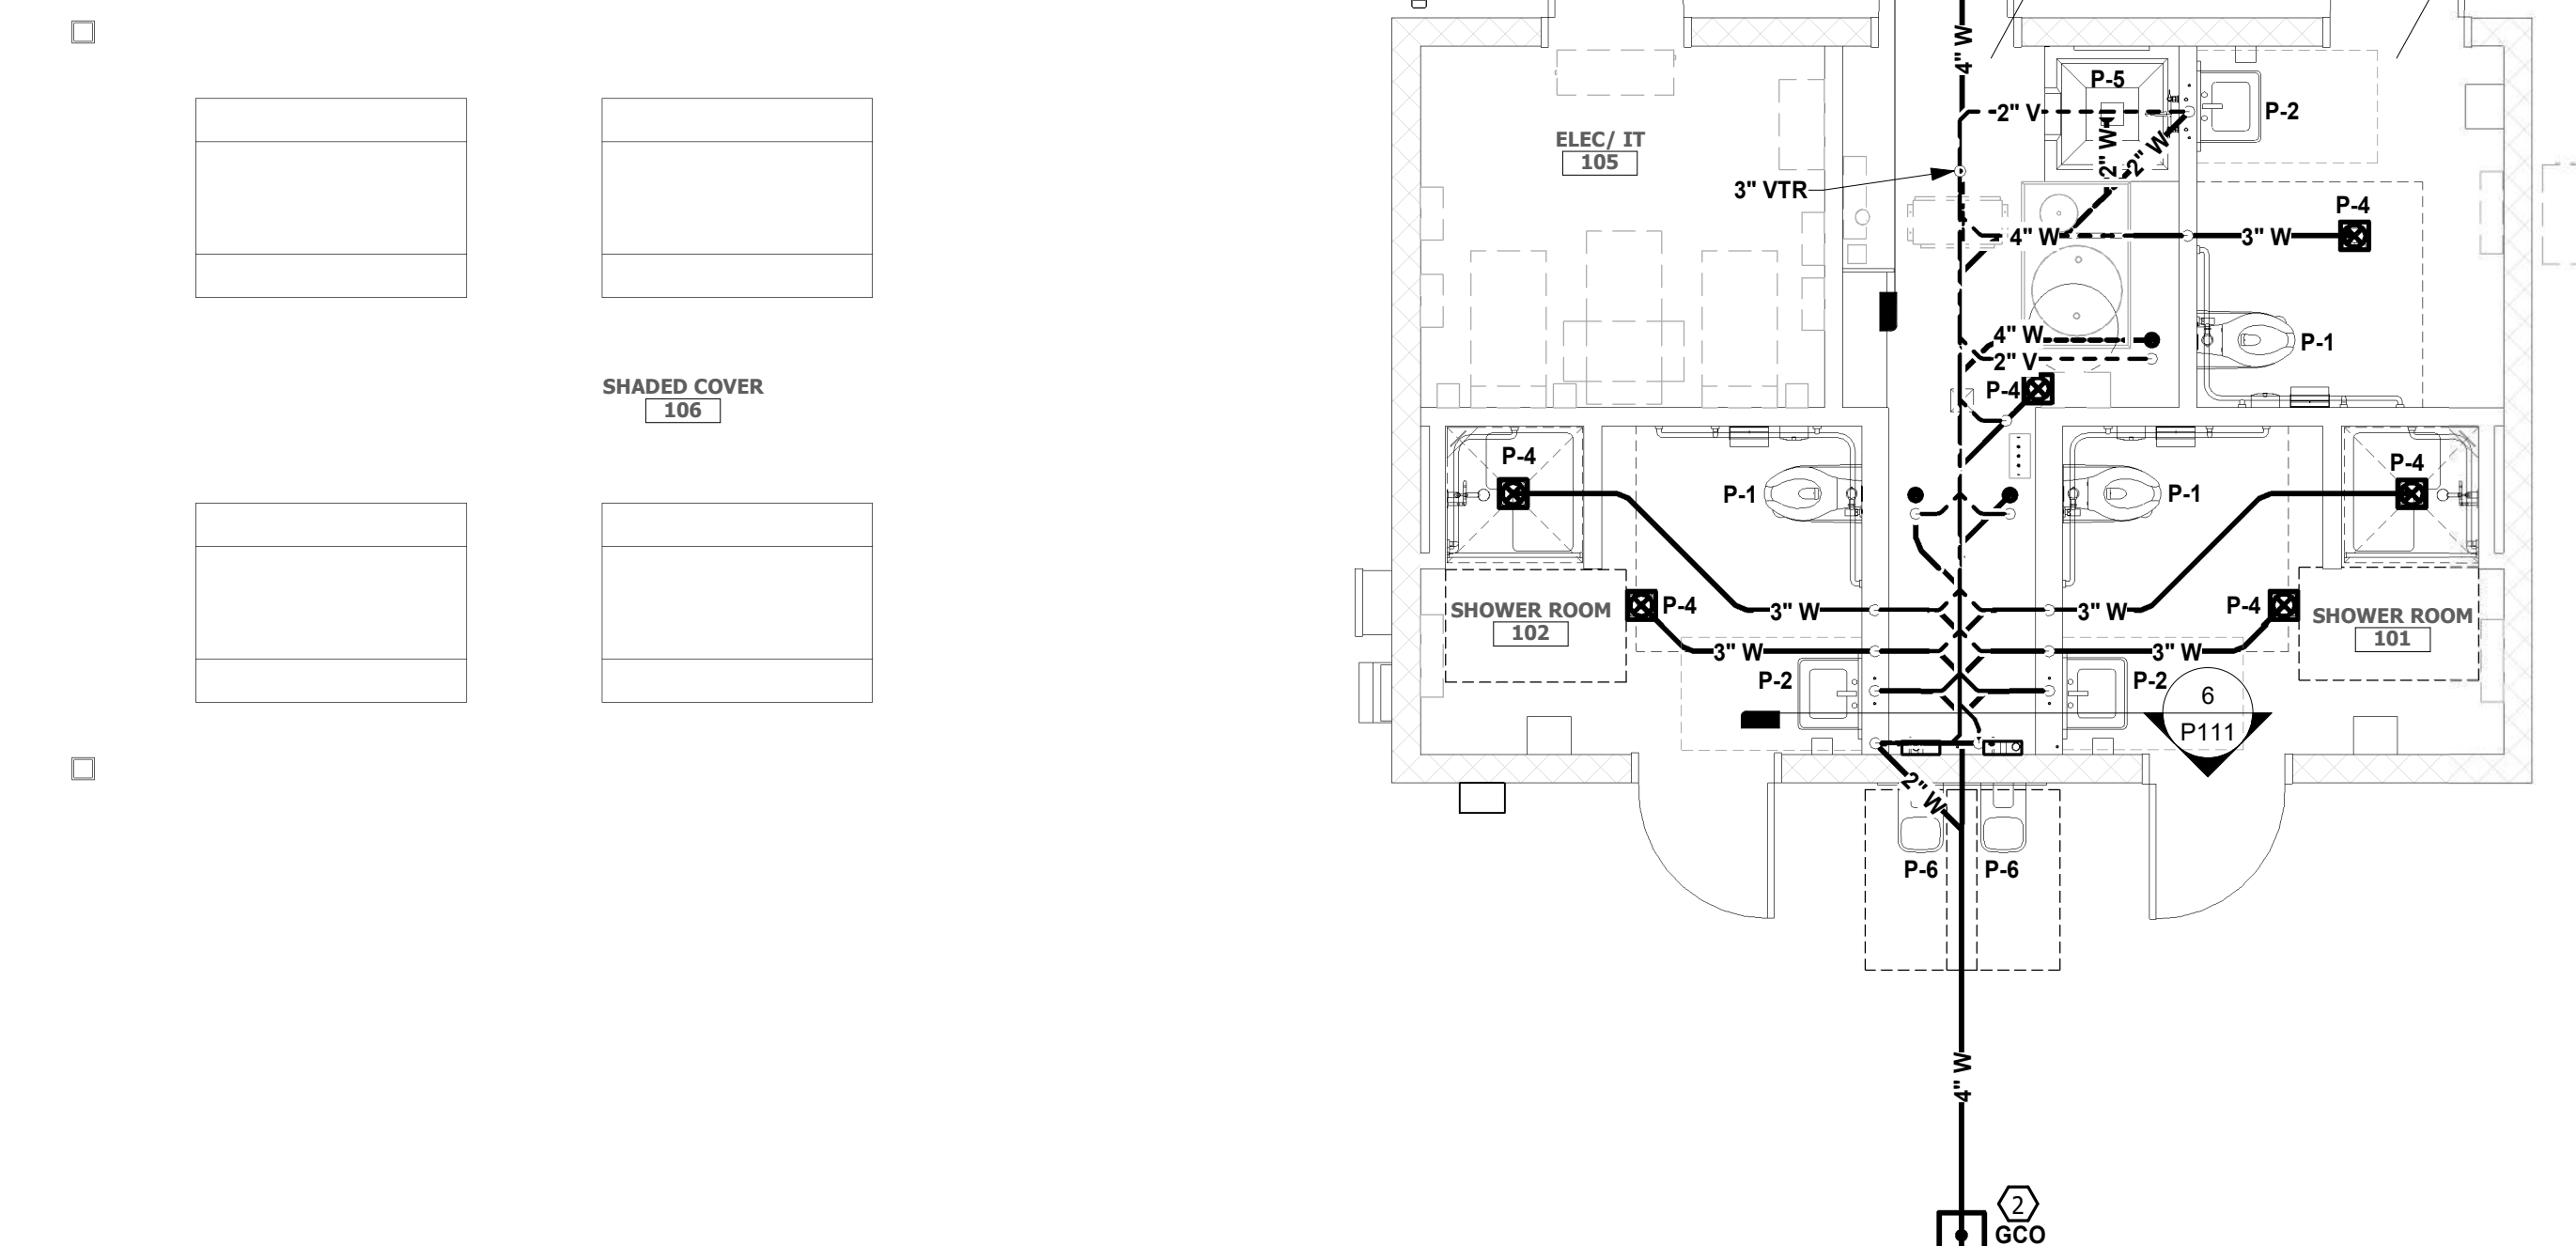 4" W
P-5
2" V
P-2
2" W
2" W
ELEC/ IT
105
3" VTR
P-4
4" W
3" W
4" W
P-1
2" V
SHADED COVER
106
P-4
P-4
P-4
P-1
P-1
SHOWER ROOM
102
P-4
3" W
3" W
P-4
SHOWER ROOM
101
3" W
3" W
P-2
P-2
6
P111
2" W
P-6
P-6
4" W
2
GCO